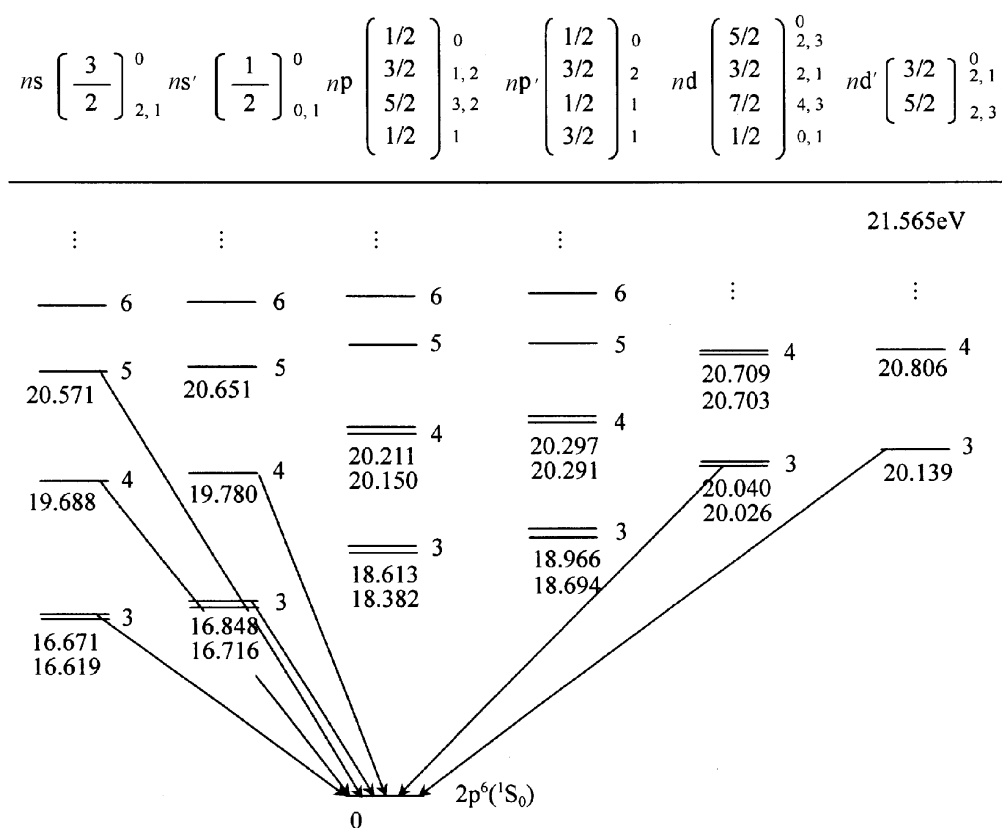 ns ( 3/2 ) 0 2, 1 ns′ ( 1/2 ) 0 0, 1 np ( 1/2 0 np′ ( 1/2 0 nd ( 5/2 0 2, 3 nd′ ( 3/2 0 2, 1
3/2 1, 2 3/2 2 3/2 2, 1 5/2 ) 2, 3
5/2 3, 2 1/2 1 7/2 4, 3
1/2 ) 1 3/2 ) 1 1/2 ) 0, 1
21.565eV
⋮ ⋮ ⋮ ⋮ ⋮ ⋮
6 6 6 6
5 5 5 5 4 4
20.571 20.651 20.709 20.806
20.703
4 4 4 4 3 3
19.688 19.780 20.211 20.297 20.040 20.139
20.150 20.291 20.026
3 3 3 3
16.671 16.848 18.613 18.966
16.619 16.716 18.382 18.694
2p⁶(¹S₀)
0